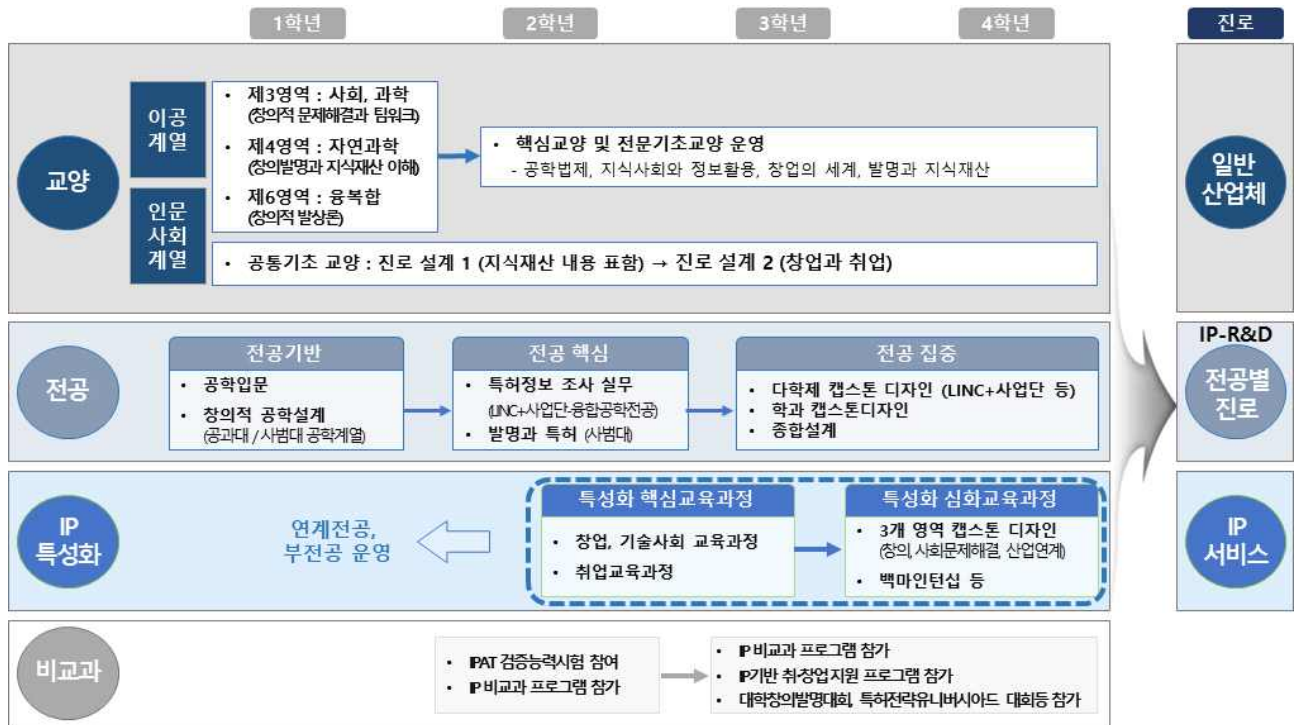 1학년
2학년
3학년
4학년
진로
교양
이공
계열
인문
사회
계열
• 제3영역 : 사회, 과학
(창의적 문제해결과 팀워크)
• 제4영역 : 자연과학
(창의발명과 지식재산 이해)
• 제6영역 : 융복합
(창의적 발상론)
• 핵심교양 및 전문기초교양 운영
- 공학법제, 지식사회와 정보활용, 창업의 세계, 발명과 지식재산
• 공통기초 교양 : 진로 설계 1 (지식재산 내용 표함) → 진로 설계 2 (창업과 취업)
일반
산업체
전공
전공기반
• 공학입문
• 창의적 공학설계
(공과대 / 사범대 공학계열)
전공 핵심
• 특허정보 조사 실무
(LINC+사업단-융합공학전공)
• 발명과 특허 (사범대)
전공 집중
• 다학제 캡스톤 디자인 (LINC+사업단 등)
• 학과 캡스톤디자인
• 종합설계
IP-R&D
전공별
진로
IP
특성화
연계전공,
부전공 운영
특성화 핵심교육과정
• 창업, 기술사회 교육과정
• 취업교육과정
특성화 심화교육과정
• 3개 영역 캡스톤 디자인
(창의, 사회문제해결, 산업연계)
• 백마인턴십 등
IP
서비스
비교과
• IPAT 검증능력시험 참여
• IP 비교과 프로그램 참가
• IP 비교과 프로그램 참가
• IP기반 취·창업지원 프로그램 참가
• 대학창의발명대회, 특허전략유니버시아드 대회등 참가